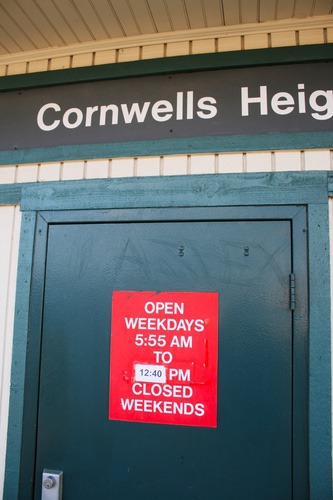 Cornwells Heig
OPEN
WEEKDAYS
5:55 AM
TO
12:40 PM
CLOSED
WEEKENDS